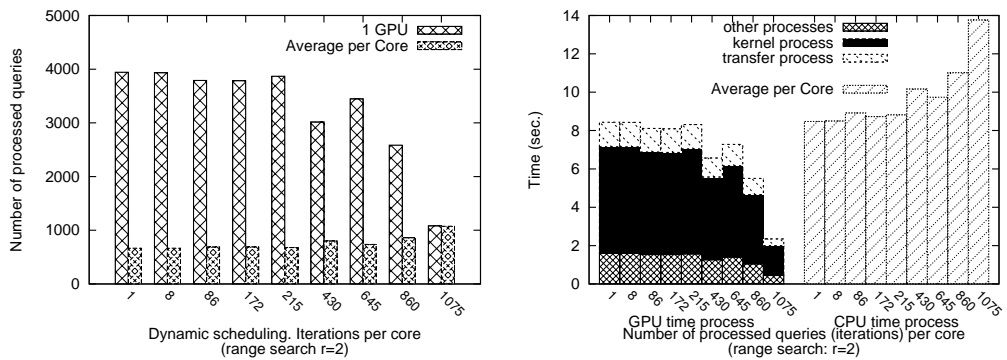 1 GPU
Average per Core
Number of processed queries
5000
4000
3000
2000
1000
0
1 8 86 172 215 430 645 860 1075
Dynamic scheduling. Iterations per core
(range search r=2)
other processes
kernel process
transfer process
Average per Core
Time (sec.)
14
12
10
8
6
4
2
0
1 8 86 172 215 430 645 860 1075 1 8 86 172 215 430 645 860 1075
GPU time process CPU time process
Number of processed queries (iterations) per core
(range search: r=2)